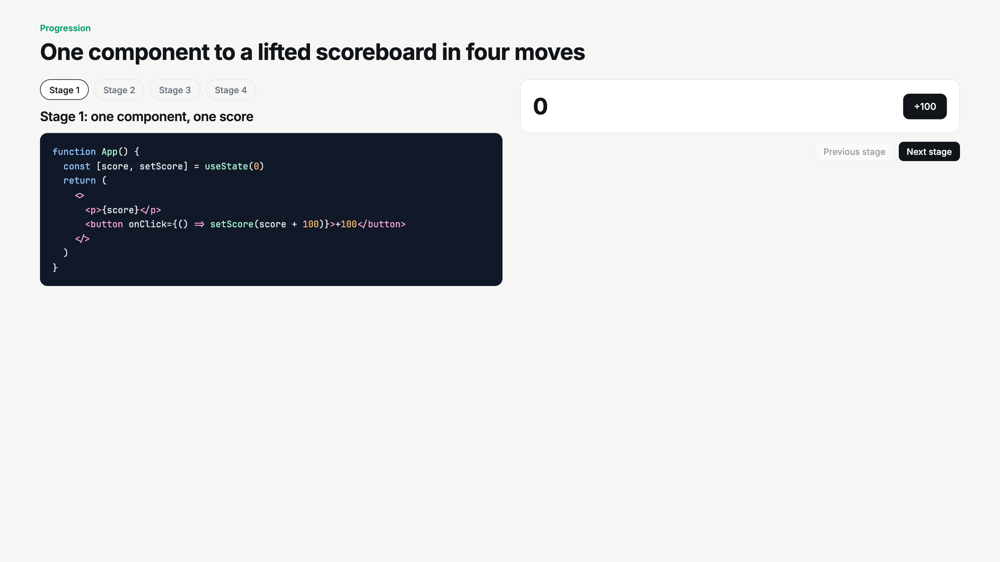 Progression
One component to a lifted scoreboard in four moves
Stage 1 Stage 2 Stage 3 Stage 4
Stage 1: one component, one score
function App() {
  const [score, setScore] = useState(0)
  return (
    <>
      <p>{score}</p>
      <button onClick={() => setScore(score + 100)}>+100</button>
    </>
  )
}
0
+100
Previous stage
Next stage